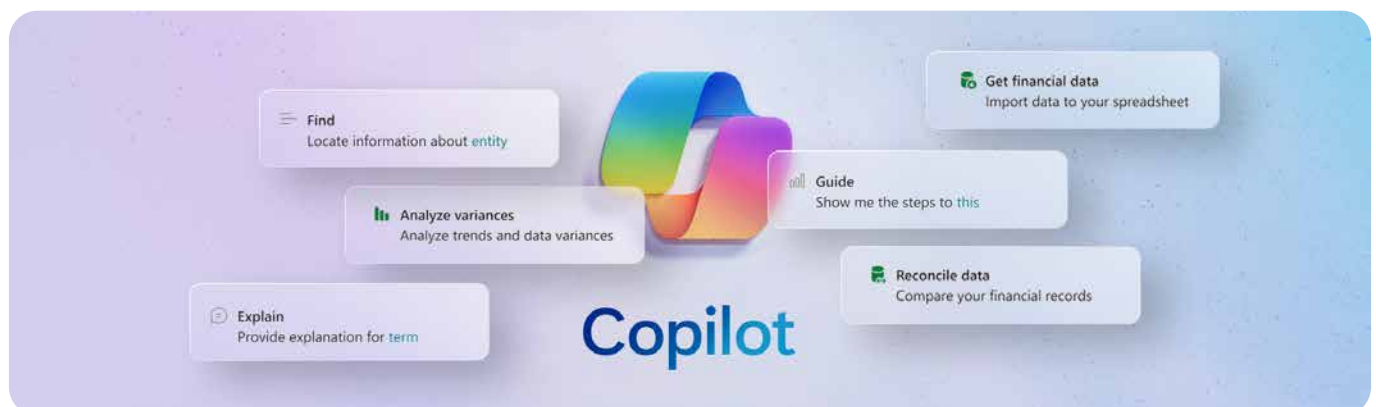 Find
Locate information about entity
Analyze variances
Analyze trends and data variances
Explain
Provide explanation for term
Copilot
Get financial data
Import data to your spreadsheet
Guide
Show me the steps to this
Reconcile data
Compare your financial records